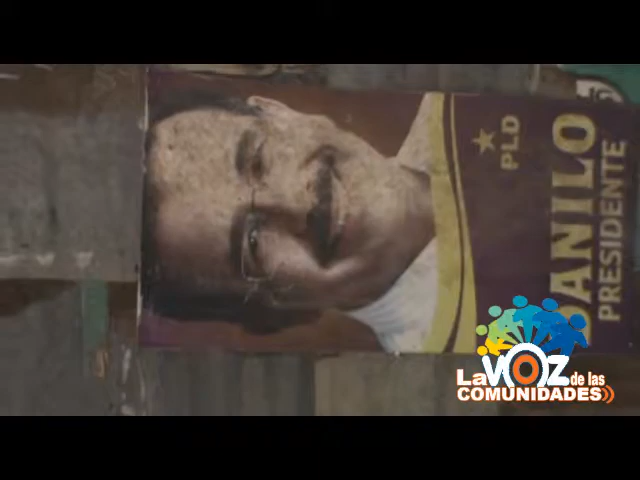 PLD
DANILO
PRESIDENTE
La VOZ de las
COMUNIDADES